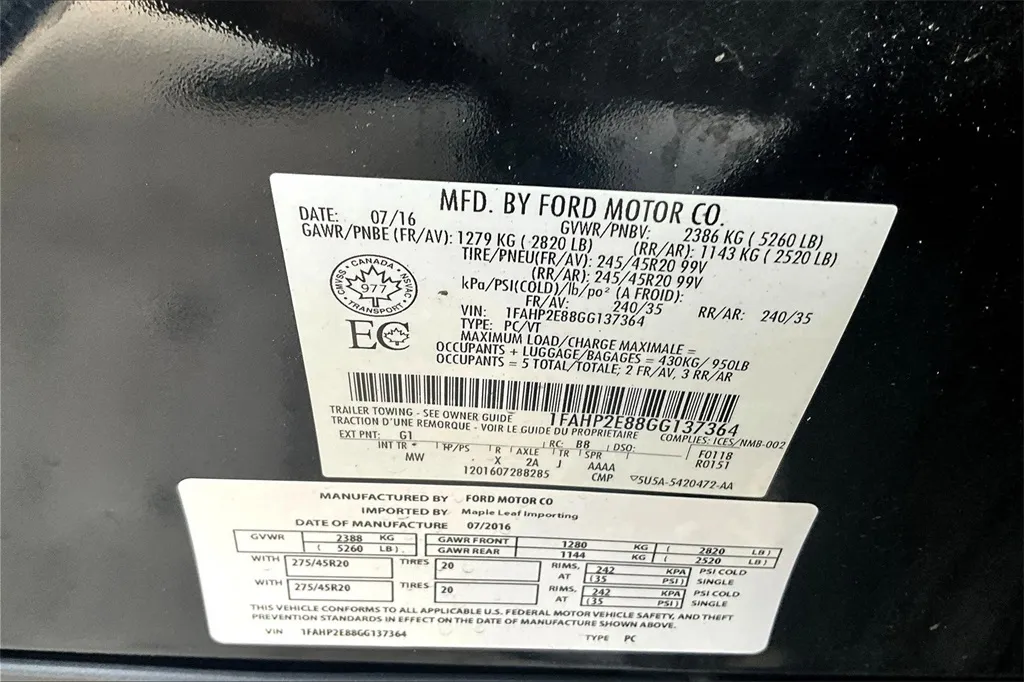 MFD. BY FORD MOTOR CO.
DATE: 07/16 GVWR/PNBV: 2386 KG ( 5260 LB)
GAWR/PNBE (FR/AV): 1279 KG ( 2820 LB) (RR/AR): 1143 KG ( 2520 LB)
TIRE/PNEU(FR/AV): 245/45R20 99V
(RR/AR): 245/45R20 99V
kPa/PSI(COLD)/lb/po² (A FROID):
FR/AV: 240/35 RR/AR: 240/35
VIN: 1FAHP2E88GG137364
TYPE: PC/VT
MAXIMUM LOAD/CHARGE MAXIMALE =
OCCUPANTS + LUGGAGE/BAGAGES = 430KG/ 950LB
OCCUPANTS = 5 TOTAL/TOTALE; 2 FR/AV, 3 RR/AR
CANADA
CMVSS 977 NSVAC
TRANSPORT
EC
1FAHP2E88GG137364
TRAILER TOWING - SEE OWNER GUIDE
TRACTION D'UNE REMORQUE - VOIR LE GUIDE DU PROPRIETAIRE
COMPLIES: ICES/NMB-002
EXT PNT: G1 RC: B8 DSO: F0118
INT TR TP/PS R AXLE TR SPR R0151
MW X 2A J AAAA
1201607288285 CMP 5U5A-5420472-AA
MANUFACTURED BY FORD MOTOR CO
IMPORTED BY Maple Leaf Importing
DATE OF MANUFACTURE 07/2016
GVWR 2388 KG GAWR FRONT 1280 KG ( 2820 LB )
( 5260 LB ) GAWR REAR 1144 KG ( 2520 LB )
WITH 275/45R20 TIRES 20 RIMS, AT 242 KPA (35 PSI ) PSI COLD SINGLE
WITH 275/45R20 TIRES 20 RIMS, AT 242 KPA (35 PSI ) PSI COLD SINGLE
THIS VEHICLE CONFORMS TO ALL APPLICABLE U.S. FEDERAL MOTOR VEHICLE SAFETY, AND THEFT
PREVENTION STANDARDS IN EFFECT ON THE DATE OF MANUFACTURE SHOWN ABOVE.
VIN 1FAHP2E88GG137364 TYPE PC